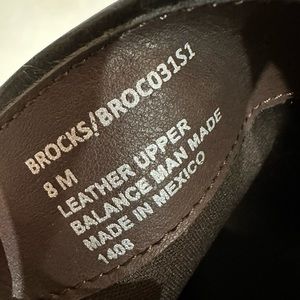 BROCKS/BROC031S1
8 M
LEATHER UPPER
BALANCE MAN MADE
MADE IN MEXICO
1408